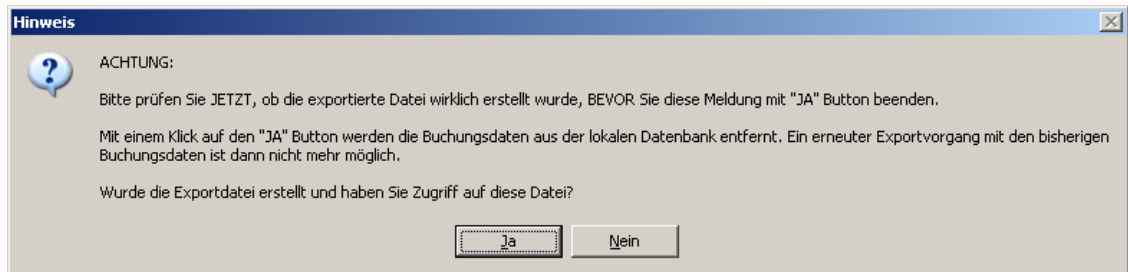 Hinweis
ACHTUNG:
Bitte prüfen Sie JETZT, ob die exportierte Datei wirklich erstellt wurde, BEVOR Sie diese Meldung mit "JA" Button beenden.
Mit einem Klick auf den "JA" Button werden die Buchungsdaten aus der lokalen Datenbank entfernt. Ein erneuter Exportvorgang mit den bisherigen
Buchungsdaten ist dann nicht mehr möglich.
Wurde die Exportdatei erstellt und haben Sie Zugriff auf diese Datei?
Ja
Nein